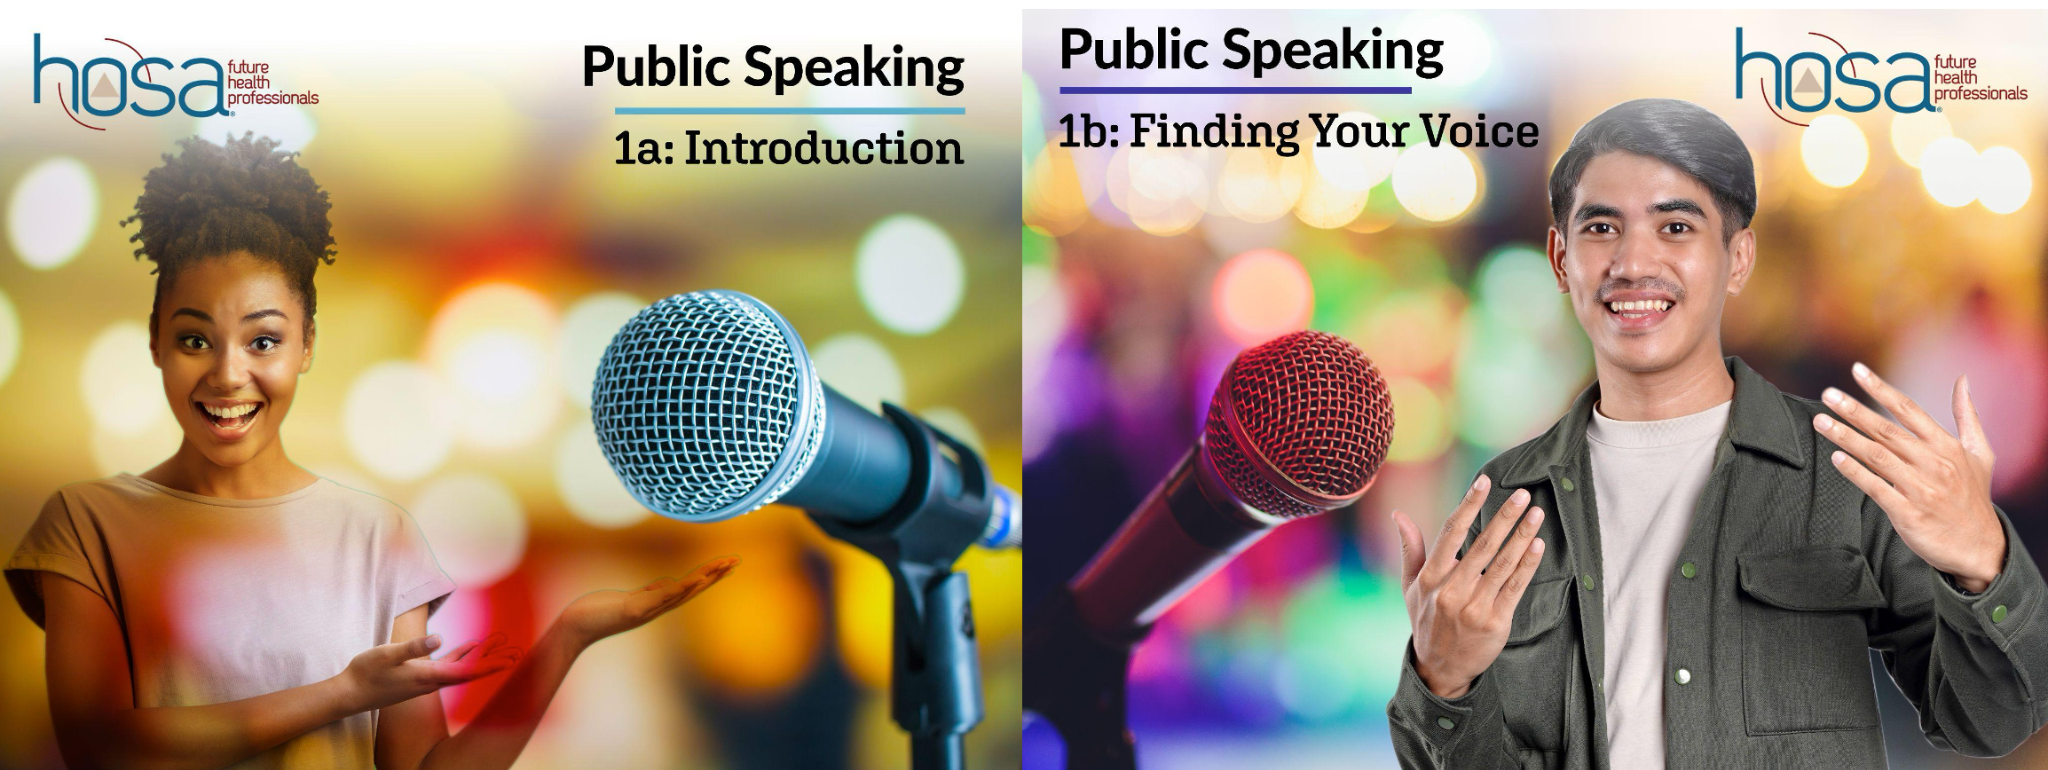 hosa
future
health
professionals
Public Speaking
1a: Introduction
Public Speaking
1b: Finding Your Voice
hosa
future
health
professionals